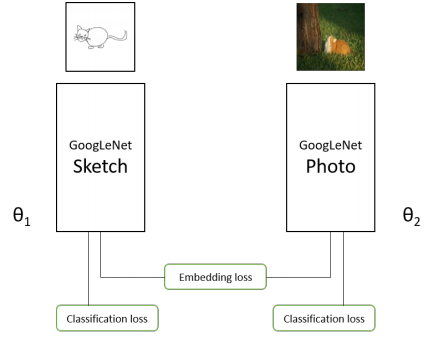 GoogLeNet
Sketch
GoogLeNet
Photo
θ1
θ2
Embedding loss
Classification loss
Classification loss